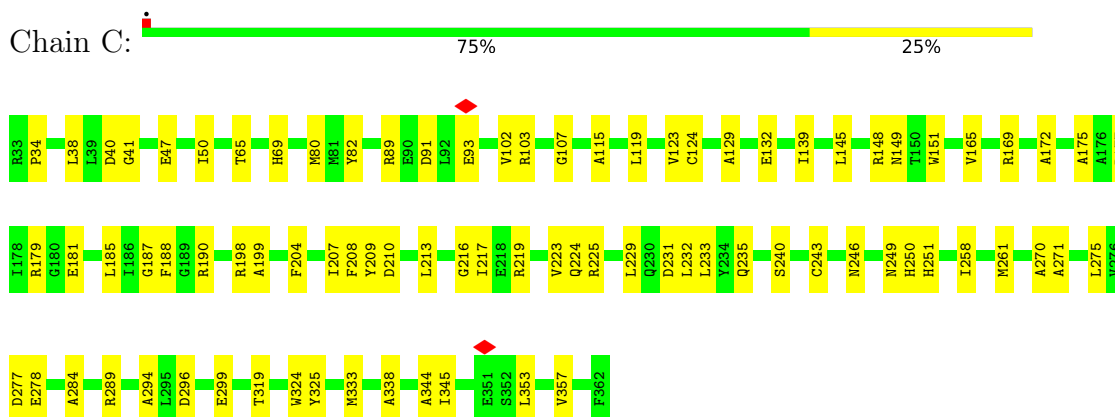 Chain C:
75% 25%
R33 P34 L38 L39 D40 G41 E47 I50 T65 H69 M80 M81 Y82 R89 E90 D91 L92 E93 V102 R103 G107 A115 L119 V123 C124 A129 E132 I139 L145 R148 N149 T150 W151 V165 R169 A172 A175 A176
I178 R179 G180 E181 L185 I186 G187 F188 G189 R190 R198 A199 F204 I207 F208 Y209 D210 L213 G216 I217 E218 R219 V223 Q224 R225 L229 Q230 D231 L232 L233 Y234 Q235 S240 C243 N246 N249 H250 H251 I258 M261 A270 A271 L275 V276
D277 E278 A284 R289 A294 L295 D296 E299 T319 W324 Y325 M333 A338 A344 I345 E351 S352 L353 V357 F362